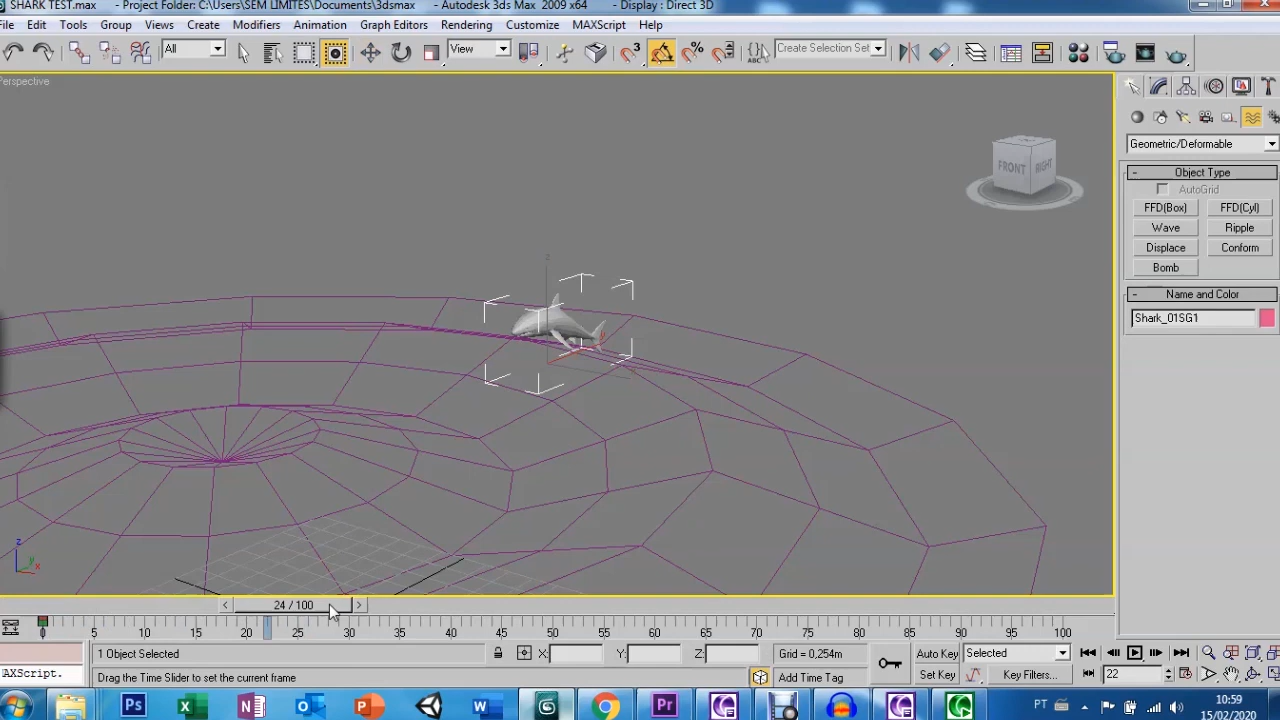 SHARK TEST.max - Project Folder: C:\Users\SEM LIMITES\Documents\3dsmax - Autodesk 3ds Max 2009 x64 - Display : Direct 3D
File Edit Tools Group Views Create Modifiers Animation Graph Editors Rendering Customize MAXScript Help
All View Create Selection Set
Perspective
FRONT RIGHT
Geometric/Deformable
- Object Type
AutoGrid
FFD(Box) FFD(Cyl)
Wave Ripple
Displace Conform
Bomb
- Name and Color
Shark_01SG1
z
z y x
< 24 / 100 >
0 5 10 15 20 25 30 35 40 45 50 55 60 65 70 75 80 85 90 95 100
1 Object Selected X: Y: Z: Grid = 0,254m Auto Key Selected
AXScript. Drag the Time Slider to set the current frame Add Time Tag Set Key Key Filters... 22
PT 10:59
15/02/2020